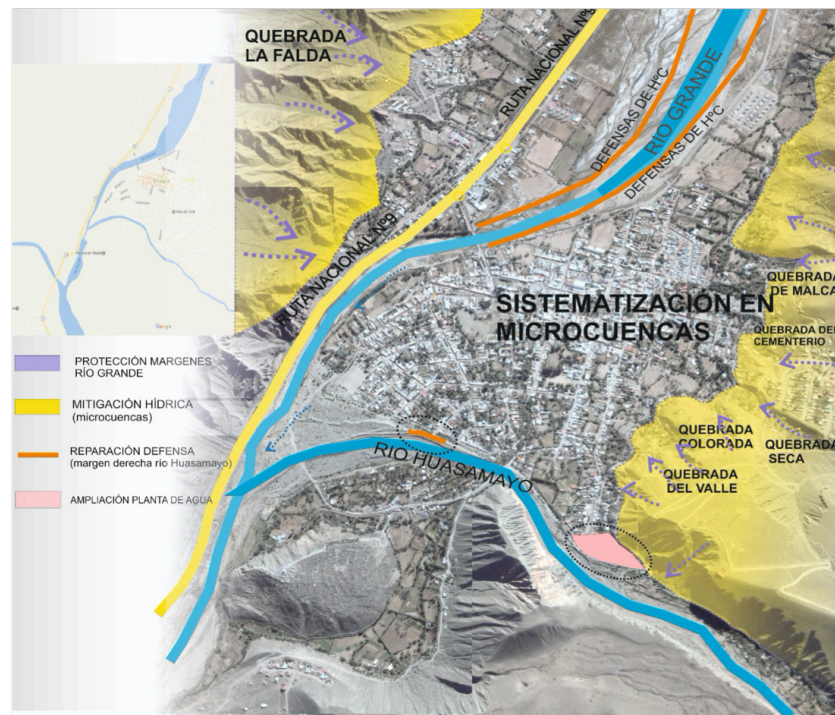 QUEBRADA
LA FALDA
RUTA NACIONAL Nº9
DEFENSAS DE HºC
RIO GRANDE
DEFENSAS DE HºC
RUTA NACIONAL Nº9
SISTEMATIZACIÓN EN
MICROCUENCAS
QUEBRADA
DE MALCA
QUEBRADA DEL
CEMENTERIO
QUEBRADA
COLORADA
QUEBRADA
SECA
QUEBRADA
DEL VALLE
RIO HUASAMAYO
Google
PROTECCIÓN MARGENES
RÍO GRANDE
MITIGACIÓN HÍDRICA
(microcuencas)
REPARACIÓN DEFENSA
(margen derecha rio Huasamayo)
AMPLIACIÓN PLANTA DE AGUA